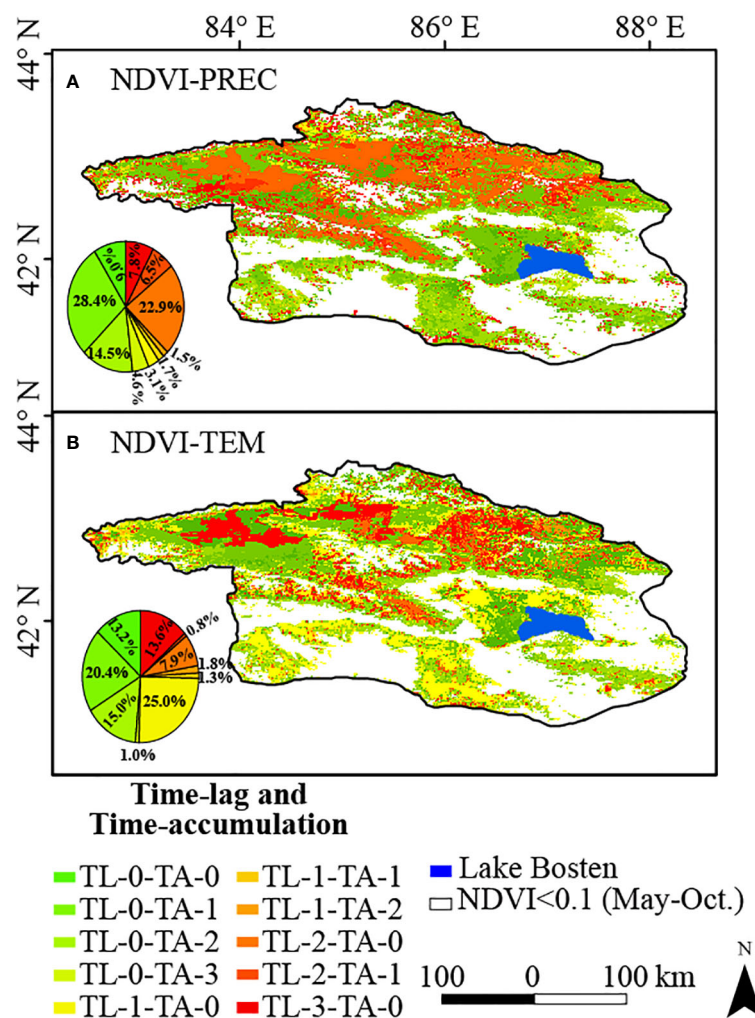 84° E 86° E 88° E
44° N
A NDVI-PREC
42° N
9.0%
7.8%
6.5%
28.4%
22.9%
14.5%
1.5%
1.7%
3.1%
4.6%
44° N
B NDVI-TEM
42° N
13.2%
13.6%
0.8%
7.9%
20.4%
1.8%
1.3%
15.0%
25.0%
1.0%
Time-lag and
Time-accumulation
TL-0-TA-0 TL-1-TA-1 Lake Bosten
TL-0-TA-1 TL-1-TA-2 NDVI<0.1 (May-Oct.)
TL-0-TA-2 TL-2-TA-0
TL-0-TA-3 TL-2-TA-1 100 0 100 km
TL-1-TA-0 TL-3-TA-0
N